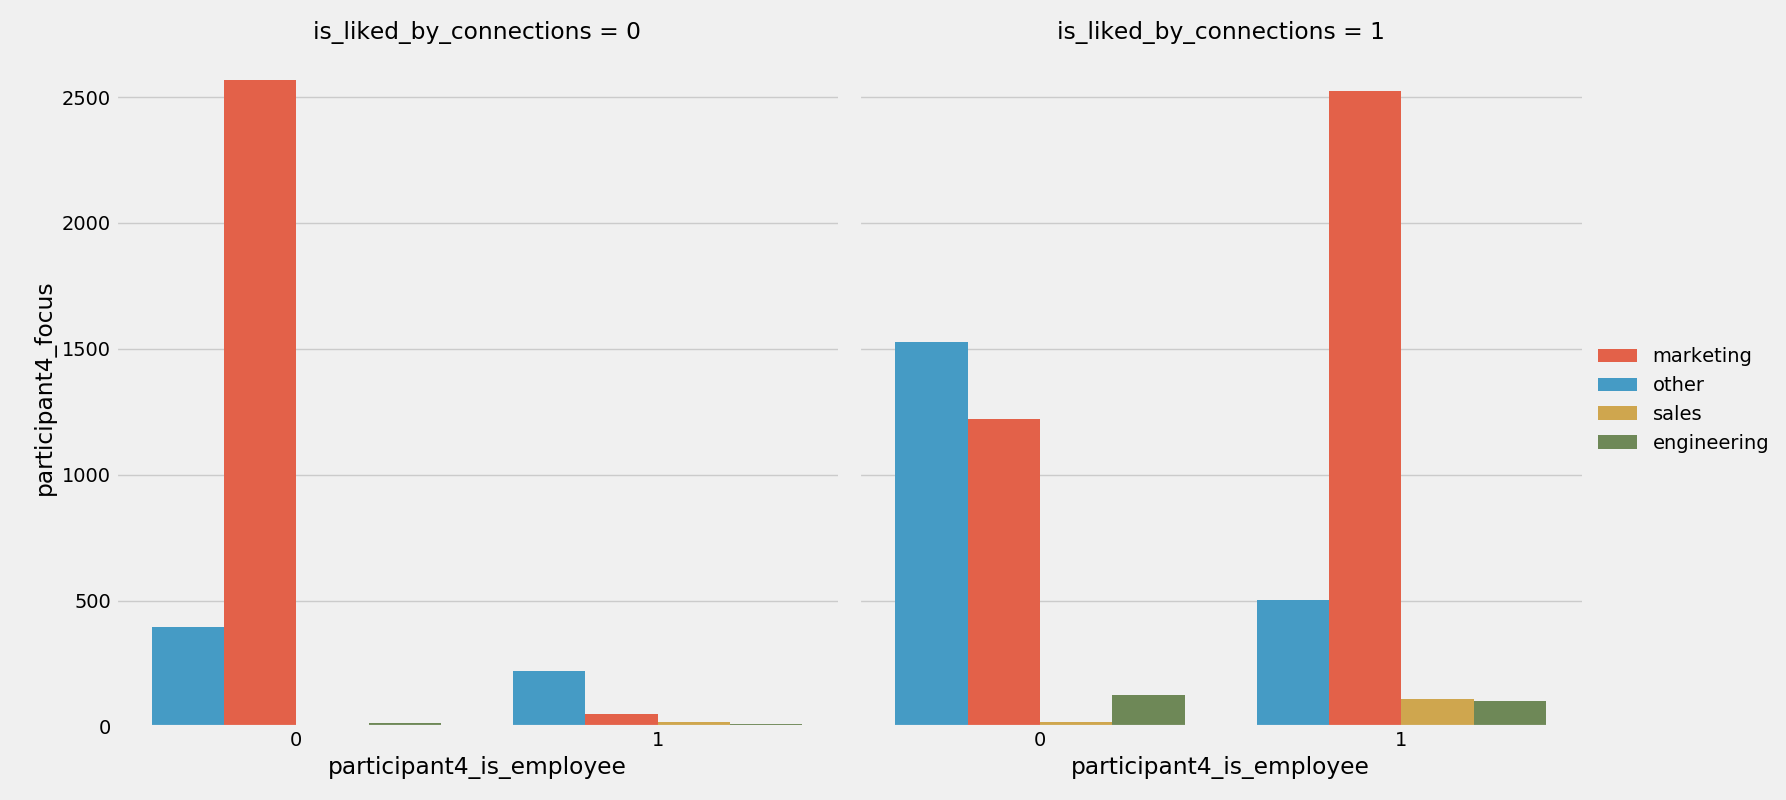 is_liked_by_connections = 0
is_liked_by_connections = 1
participant4_focus
2500
2000
1500
1000
500
0
0
1
0
1
participant4_is_employee
participant4_is_employee
marketing
other
sales
engineering